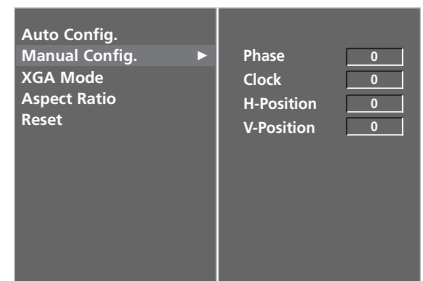 Auto Config.
Manual Config. ►
XGA Mode
Aspect Ratio
Reset
Phase 0
Clock 0
H-Position 0
V-Position 0